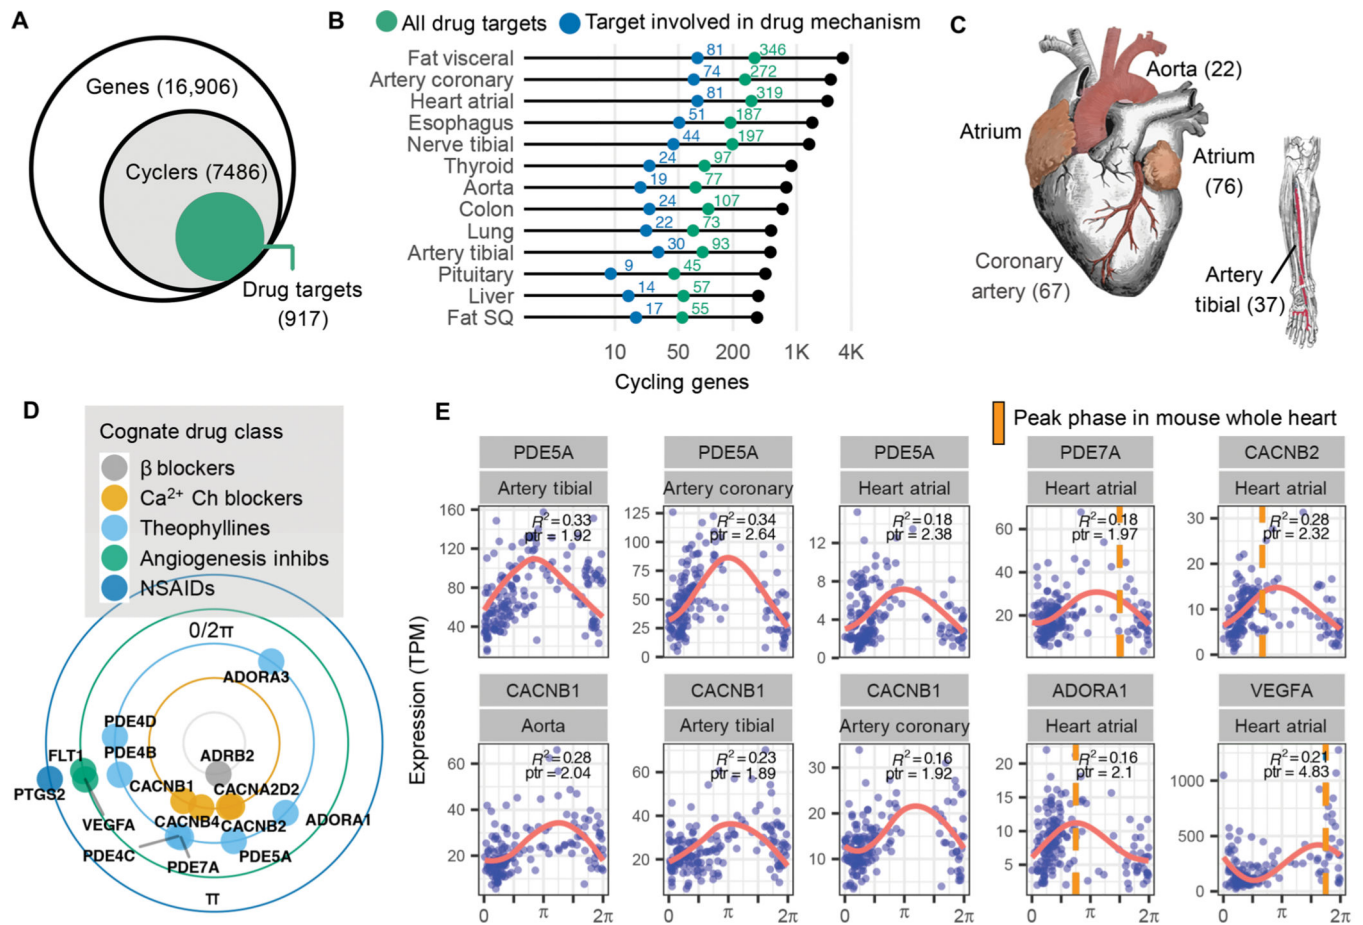 A
Genes (16,906)
Cyclers (7486)
Drug targets
(917)
B
All drug targets
Target involved in drug mechanism
Fat visceral 81 346
Artery coronary 74 272
Heart atrial 81 319
Esophagus 51 187
Nerve tibial 44 197
Thyroid 24 97
Aorta 19 77
Colon 24 107
Lung 22 73
Artery tibial 30 93
Pituitary 9 45
Liver 14 57
Fat SQ 17 55
10 50 200 1K 4K
Cycling genes
C
Aorta (22)
Atrium
Atrium
(76)
Coronary
artery (67)
Artery
tibial (37)
D
Cognate drug class
β blockers
Ca²⁺ Ch blockers
Theophyllines
Angiogenesis inhibs
NSAIDs
0/2π
ADORA3
PDE4D
FLT1
PDE4B
ADRB2
PTGS2
CACNB1
CACNA2D2
VEGFA
CACNB4
CACNB2
ADORA1
PDE4C
PDE7A
PDE5A
π
E
Peak phase in mouse whole heart
Expression (TPM)
PDE5A
Artery tibial
R²=0.33
ptr = 1.92
160
120
80
40
PDE5A
Artery coronary
R²=0.34
ptr = 2.64
125
100
75
50
25
0
PDE5A
Heart atrial
R²=0.18
ptr = 2.38
12
8
4
0
PDE7A
Heart atrial
R²=0.18
ptr = 1.97
60
40
20
CACNB2
Heart atrial
R²=0.28
ptr = 2.32
30
20
10
0
CACNB1
Aorta
R²=0.28
ptr = 2.04
60
40
20
0 π 2π
CACNB1
Artery tibial
R²=0.23
ptr = 1.89
60
40
20
0 π 2π
CACNB1
Artery coronary
R²=0.16
ptr = 1.92
30
20
10
0 π 2π
ADORA1
Heart atrial
R²=0.16
ptr = 2.1
20
15
10
5
0 π 2π
VEGFA
Heart atrial
R²=0.21
ptr = 4.83
1000
500
0
0 π 2π